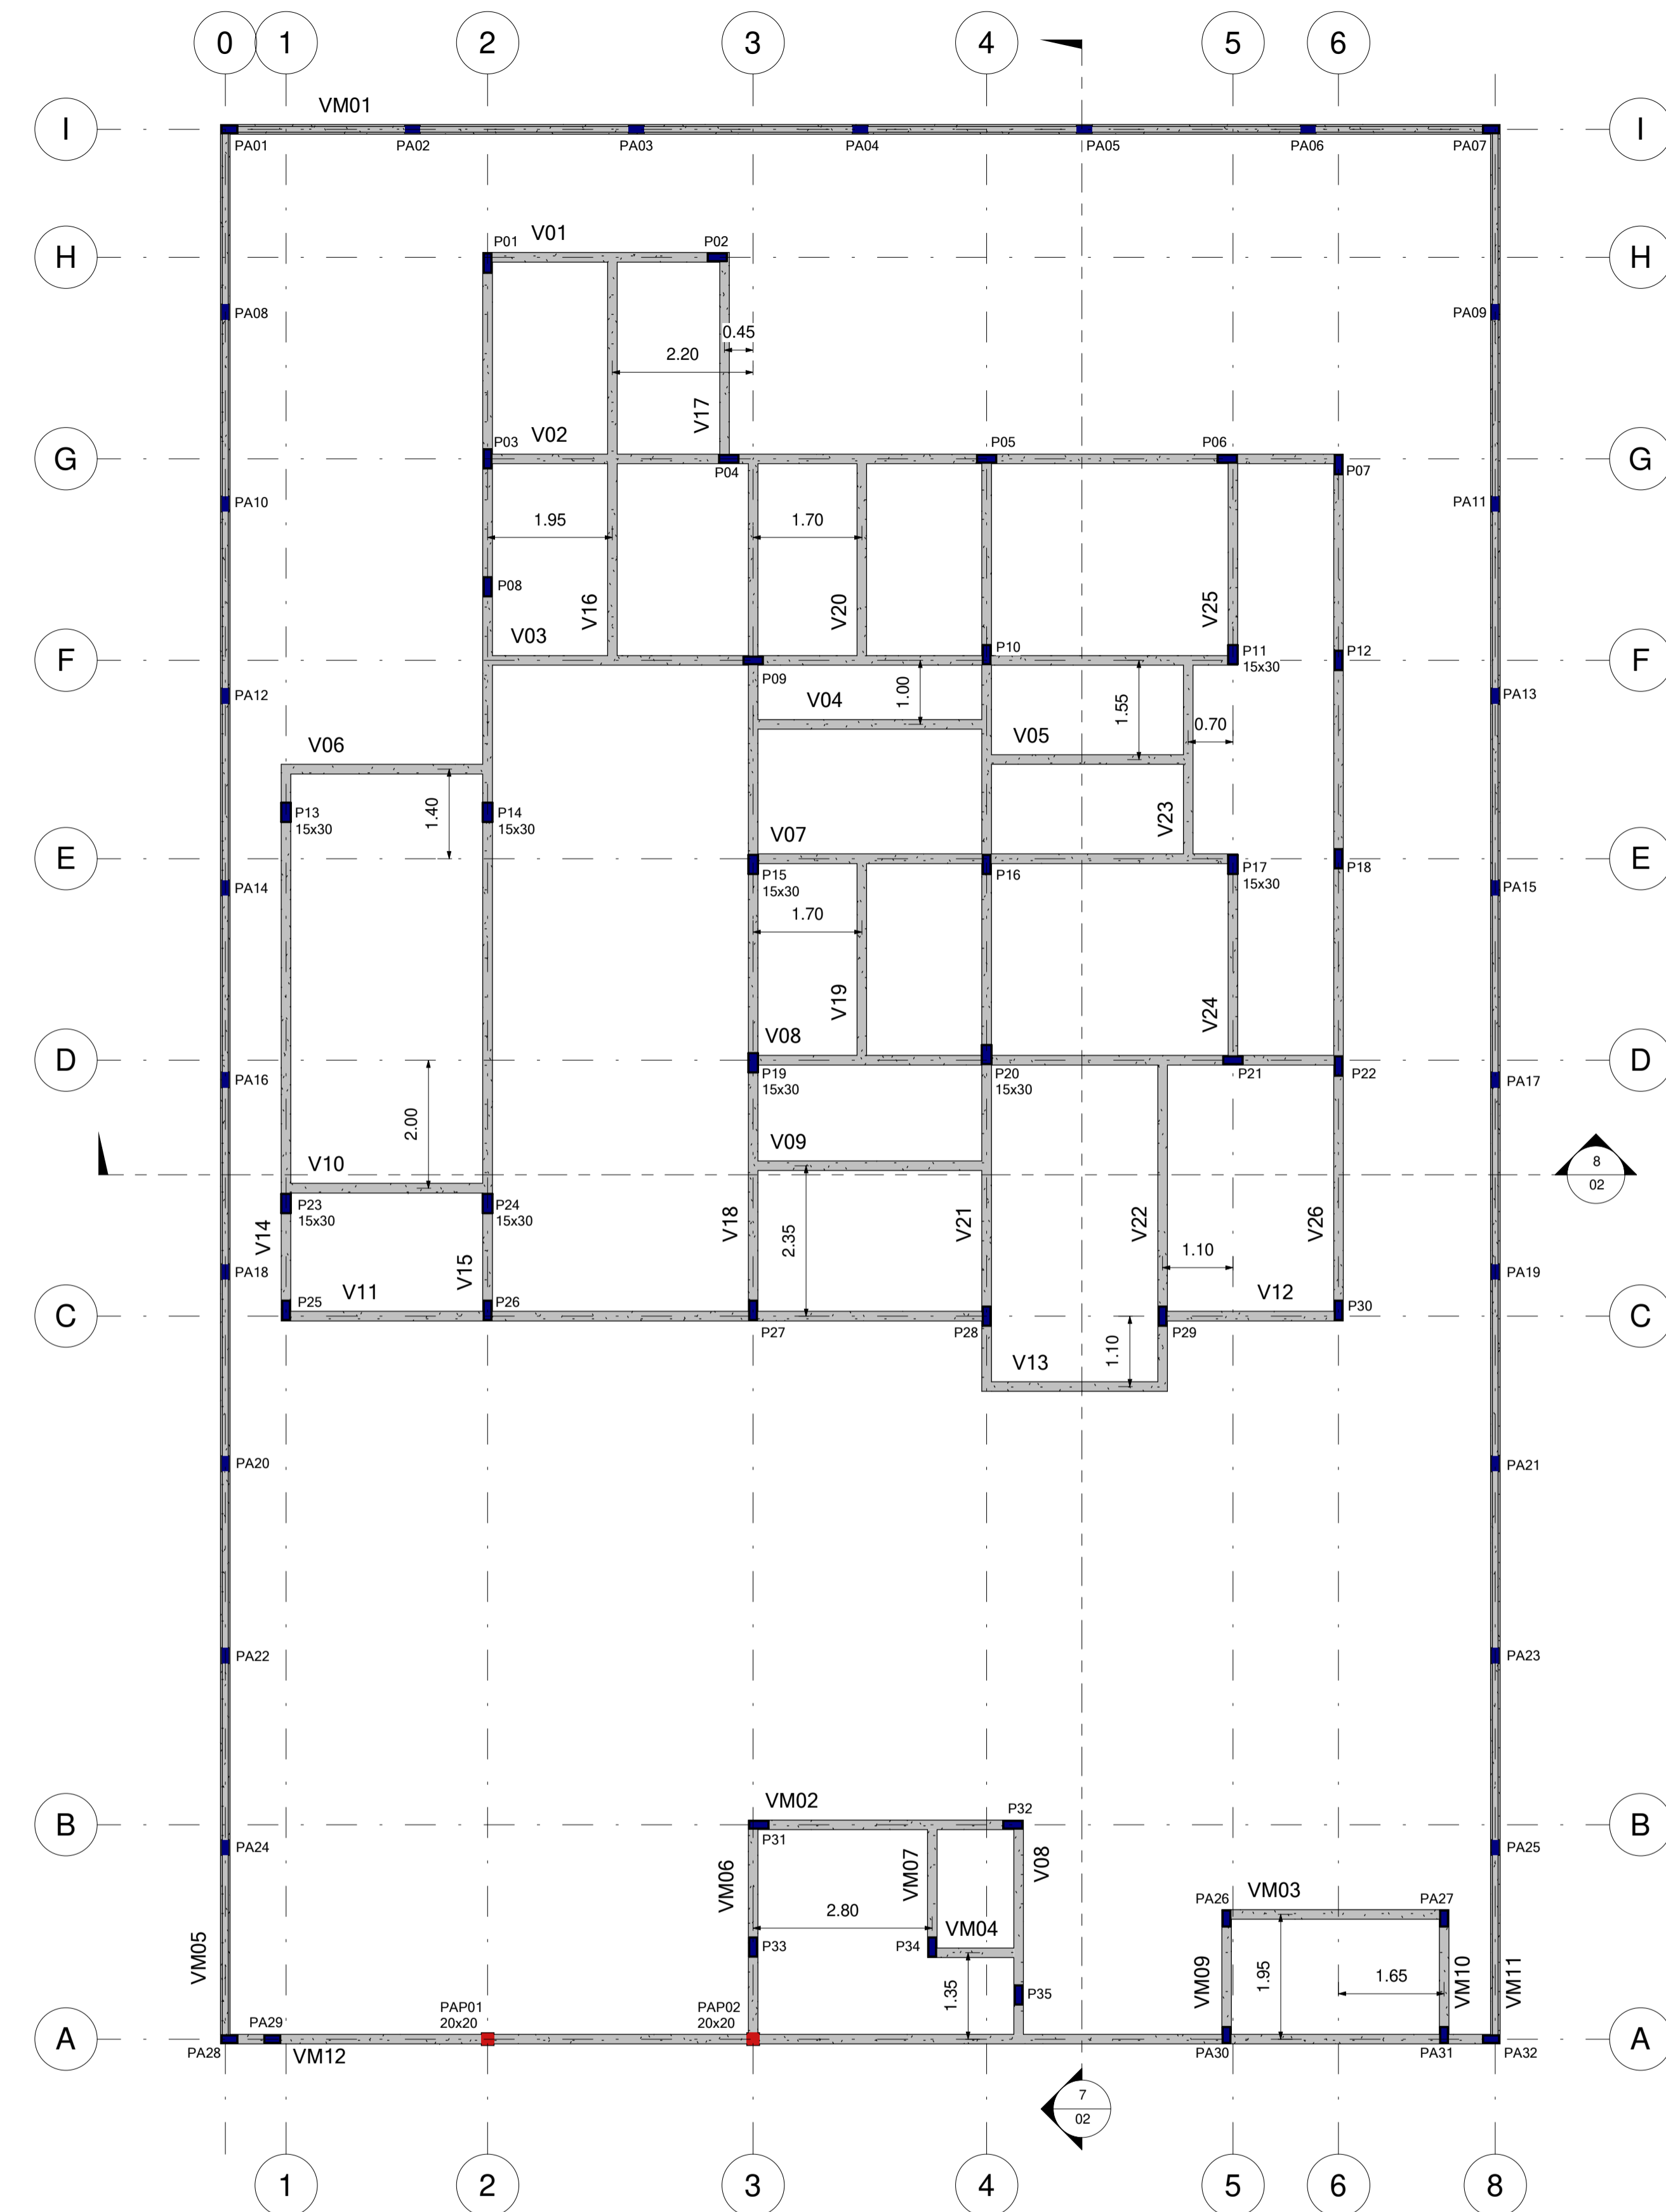 0 1 2 3 4 5 6
VM01
I I
PA01 PA02 PA03 PA04 PA05 PA06 PA07
V01
P01 P02
H H
PA08 PA09
0.45
2.20
V17
V02
P03 P05 P06
G G
P04 P07
PA10 PA11
1.95 1.70
P08
V16 V20 V25
V03
P10 P11 P12
F F
15x30
P09
PA12 PA13
V04 1.00 1.55
0.70
V05
V06
1.40
P13 P14
15x30 15x30
V23
V07
E E
P15 P16 P17 P18
15x30 15x30
PA14 PA15
1.70
V19 V24
V08
D D
P19 P20 P21 P22
15x30 15x30
PA16 PA17
2.00
V09
V10
8
02
P23 P24
15x30 15x30
V14 V15 V18 2.35 V21 V22 V26
1.10
PA18 PA19
V11 V12
P25 P26 P30
C C
P27 P28 P29
1.10
V13
PA20 PA21
PA22 PA23
VM02
P32
B B
P31
PA24 PA25
VM06 VM07 V08
VM03
PA26 PA27
2.80
VM04
P33 P34
VM05 VM09 1.95 1.65 VM10 VM11
1.35 P35
PAP01 PAP02
20x20 20x20
PA29
A A
PA28 VM12 PA30 PA31 PA32
7
02
1 2 3 4 5 6 8